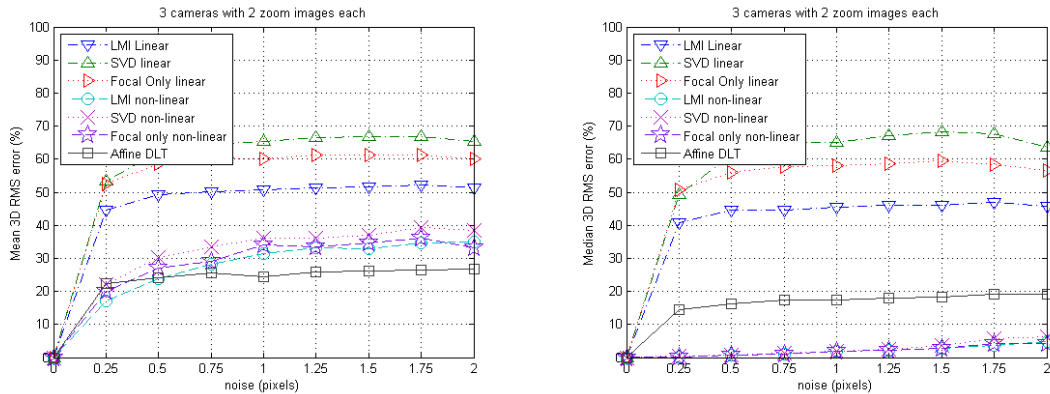 3 cameras with 2 zoom images each
100
90
80
70
60
50
40
30
20
10
0
0
0.25
0.5
0.75
1
1.25
1.5
1.75
2
Mean 3D RMS error (%)
noise (pixels)
LMI Linear
SVD linear
Focal Only linear
LMI non-linear
SVD non-linear
Focal only non-linear
Affine DLT
3 cameras with 2 zoom images each
100
90
80
70
60
50
40
30
20
10
0
0
0.25
0.5
0.75
1
1.25
1.5
1.75
2
Median 3D RMS error (%)
noise (pixels)
LMI Linear
SVD linear
Focal Only linear
LMI non-linear
SVD non-linear
Focal only non-linear
Affine DLT